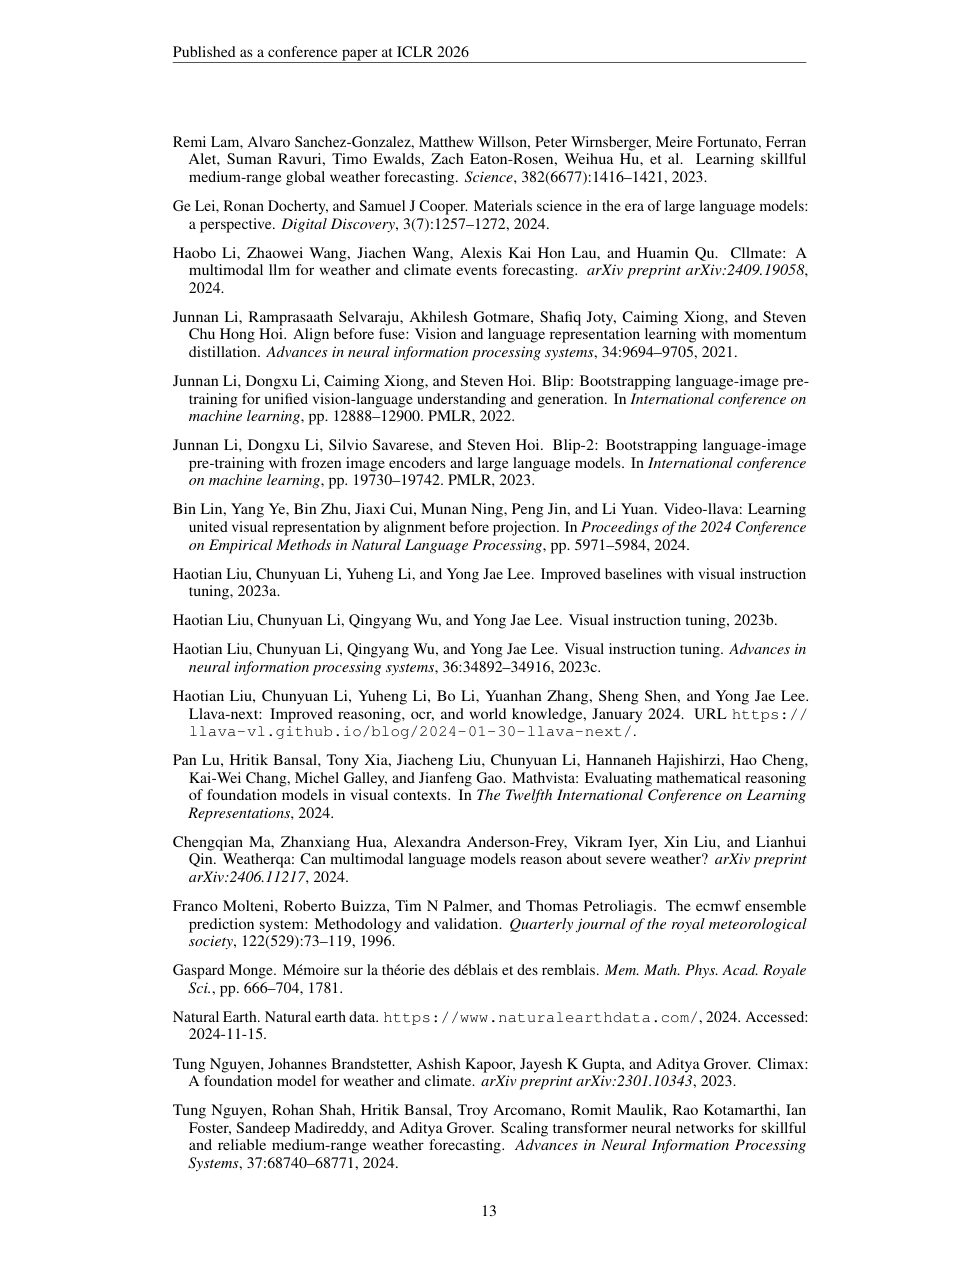 Published as a conference paper at ICLR 2026
Remi Lam, Alvaro Sanchez-Gonzalez, Matthew Willson, Peter Wirnsberger, Meire Fortunato, Ferran
Alet, Suman Ravuri, Timo Ewalds, Zach Eaton-Rosen, Weihua Hu, et al. Learning skillful
medium-range global weather forecasting. Science, 382(6677):1416–1421, 2023.
Ge Lei, Ronan Docherty, and Samuel J Cooper. Materials science in the era of large language models:
a perspective. Digital Discovery, 3(7):1257–1272, 2024.
Haobo Li, Zhaowei Wang, Jiachen Wang, Alexis Kai Hon Lau, and Huamin Qu. Cllmate: A
multimodal llm for weather and climate events forecasting. arXiv preprint arXiv:2409.19058,
2024.
Junnan Li, Ramprasaath Selvaraju, Akhilesh Gotmare, Shafiq Joty, Caiming Xiong, and Steven
Chu Hong Hoi. Align before fuse: Vision and language representation learning with momentum
distillation. Advances in neural information processing systems, 34:9694–9705, 2021.
Junnan Li, Dongxu Li, Caiming Xiong, and Steven Hoi. Blip: Bootstrapping language-image pre-
training for unified vision-language understanding and generation. In International conference on
machine learning, pp. 12888–12900. PMLR, 2022.
Junnan Li, Dongxu Li, Silvio Savarese, and Steven Hoi. Blip-2: Bootstrapping language-image
pre-training with frozen image encoders and large language models. In International conference
on machine learning, pp. 19730–19742. PMLR, 2023.
Bin Lin, Yang Ye, Bin Zhu, Jiaxi Cui, Munan Ning, Peng Jin, and Li Yuan. Video-llava: Learning
united visual representation by alignment before projection. In Proceedings of the 2024 Conference
on Empirical Methods in Natural Language Processing, pp. 5971–5984, 2024.
Haotian Liu, Chunyuan Li, Yuheng Li, and Yong Jae Lee. Improved baselines with visual instruction
tuning, 2023a.
Haotian Liu, Chunyuan Li, Qingyang Wu, and Yong Jae Lee. Visual instruction tuning, 2023b.
Haotian Liu, Chunyuan Li, Qingyang Wu, and Yong Jae Lee. Visual instruction tuning. Advances in
neural information processing systems, 36:34892–34916, 2023c.
Haotian Liu, Chunyuan Li, Yuheng Li, Bo Li, Yuanhan Zhang, Sheng Shen, and Yong Jae Lee.
Llava-next: Improved reasoning, ocr, and world knowledge, January 2024. URL https://
llava-vl.github.io/blog/2024-01-30-llava-next/.
Pan Lu, Hritik Bansal, Tony Xia, Jiacheng Liu, Chunyuan Li, Hannaneh Hajishirzi, Hao Cheng,
Kai-Wei Chang, Michel Galley, and Jianfeng Gao. Mathvista: Evaluating mathematical reasoning
of foundation models in visual contexts. In The Twelfth International Conference on Learning
Representations, 2024.
Chengqian Ma, Zhanxiang Hua, Alexandra Anderson-Frey, Vikram Iyer, Xin Liu, and Lianhui
Qin. Weatherqa: Can multimodal language models reason about severe weather? arXiv preprint
arXiv:2406.11217, 2024.
Franco Molteni, Roberto Buizza, Tim N Palmer, and Thomas Petroliagis. The ecmwf ensemble
prediction system: Methodology and validation. Quarterly journal of the royal meteorological
society, 122(529):73–119, 1996.
Gaspard Monge. Mémoire sur la théorie des déblais et des remblais. Mem. Math. Phys. Acad. Royale
Sci., pp. 666–704, 1781.
Natural Earth. Natural earth data. https://www.naturalearthdata.com/, 2024. Accessed:
2024-11-15.
Tung Nguyen, Johannes Brandstetter, Ashish Kapoor, Jayesh K Gupta, and Aditya Grover. Climax:
A foundation model for weather and climate. arXiv preprint arXiv:2301.10343, 2023.
Tung Nguyen, Rohan Shah, Hritik Bansal, Troy Arcomano, Romit Maulik, Rao Kotamarthi, Ian
Foster, Sandeep Madireddy, and Aditya Grover. Scaling transformer neural networks for skillful
and reliable medium-range weather forecasting. Advances in Neural Information Processing
Systems, 37:68740–68771, 2024.
13